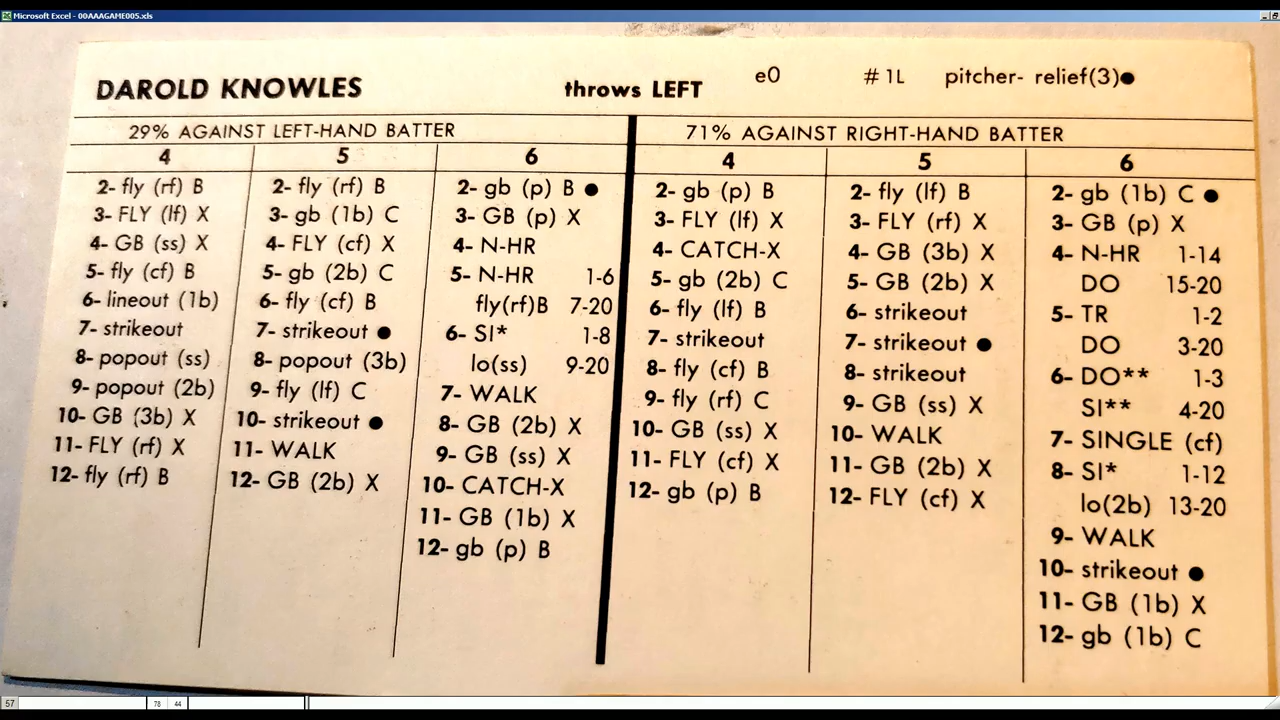 Microsoft Excel - 00AAAGAME005.xls
DAROLD KNOWLES throws LEFT e0 #1L pitcher- relief(3)●
29% AGAINST LEFT-HAND BATTER
4
2- fly (rf) B
3- FLY (lf) X
4- GB (ss) X
5- fly (cf) B
6- lineout (1b)
7- strikeout
8- popout (ss)
9- popout (2b)
10- GB (3b) X
11- FLY (rf) X
12- fly (rf) B
5
2- fly (rf) B
3- gb (1b) C
4- FLY (cf) X
5- gb (2b) C
6- fly (cf) B
7- strikeout ●
8- popout (3b)
9- fly (lf) C
10- strikeout ●
11- WALK
12- GB (2b) X
6
2- gb (p) B ●
3- GB (p) X
4- N-HR
5- N-HR 1-6
fly(rf)B 7-20
6- SI* 1-8
lo(ss) 9-20
7- WALK
8- GB (2b) X
9- GB (ss) X
10- CATCH-X
11- GB (1b) X
12- gb (p) B
71% AGAINST RIGHT-HAND BATTER
4
2- gb (p) B
3- FLY (lf) X
4- CATCH-X
5- gb (2b) C
6- fly (lf) B
7- strikeout
8- fly (cf) B
9- fly (rf) C
10- GB (ss) X
11- FLY (cf) X
12- gb (p) B
5
2- fly (lf) B
3- FLY (rf) X
4- GB (3b) X
5- GB (2b) X
6- strikeout
7- strikeout ●
8- strikeout
9- GB (ss) X
10- WALK
11- GB (2b) X
12- FLY (cf) X
6
2- gb (1b) C ●
3- GB (p) X
4- N-HR 1-14
DO 15-20
5- TR 1-2
DO 3-20
6- DO** 1-3
SI** 4-20
7- SINGLE (cf)
8- SI* 1-12
lo(2b) 13-20
9- WALK
10- strikeout ●
11- GB (1b) X
12- gb (1b) C
57 78 44